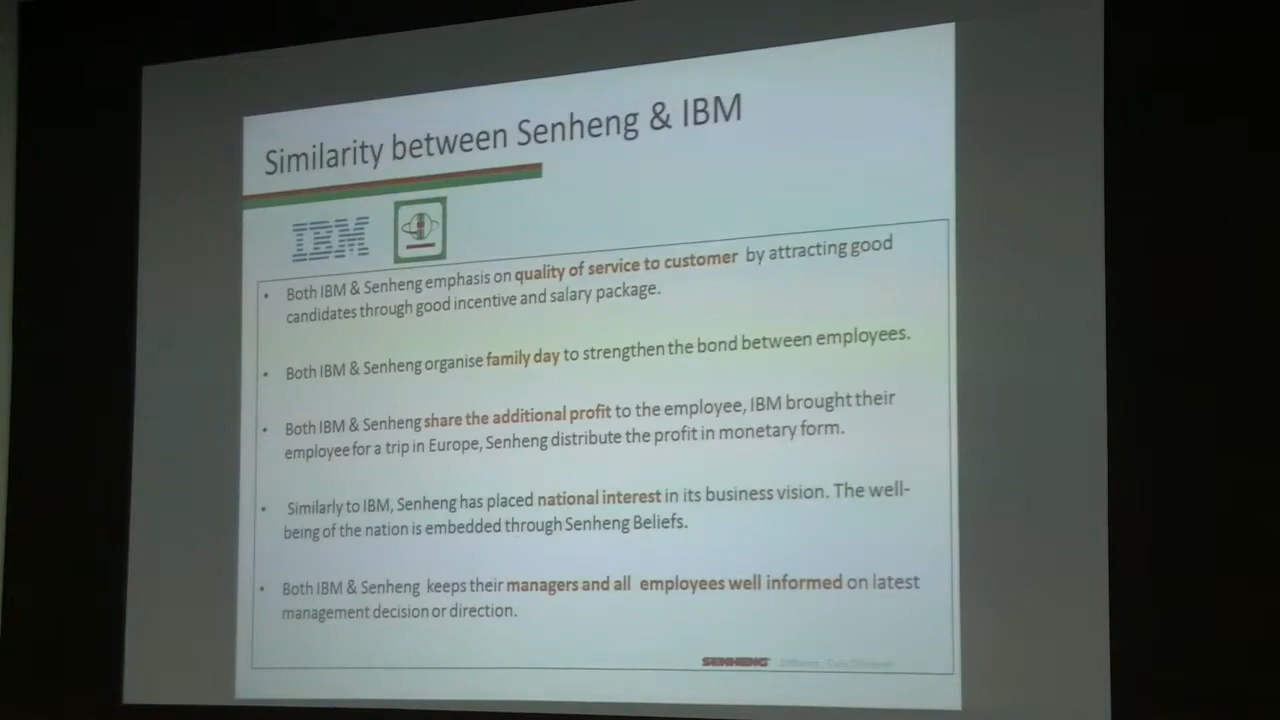 Similarity between Senheng & IBM
IBM
• Both IBM & Senheng emphasis on quality of service to customer by attracting good
candidates through good incentive and salary package.
• Both IBM & Senheng organise family day to strengthen the bond between employees.
• Both IBM & Senheng share the additional profit to the employee, IBM brought their
employee for a trip in Europe, Senheng distribute the profit in monetary form.
• Similarly to IBM, Senheng has placed national interest in its business vision. The well-
being of the nation is embedded through Senheng Beliefs.
• Both IBM & Senheng keeps their managers and all employees well informed on latest
management decision or direction.
SENHENG